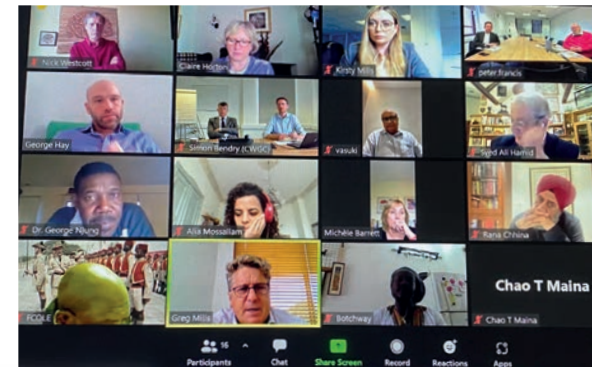 Nick Westcott
Claire Horton
Kirsty Mills
peter.francis
George Hay
Simon Bendry (CWGC)
vasuki
Syed Ali Hamid
Dr. George Njung
Alia Mossallam
Michèle Barrett
Rana Chhina
FCOLE
Greg Mills
Botchway
Chao T Maina
Chao T Maina
16
Participants
Chat
Share Screen
Record
Reactions
Apps